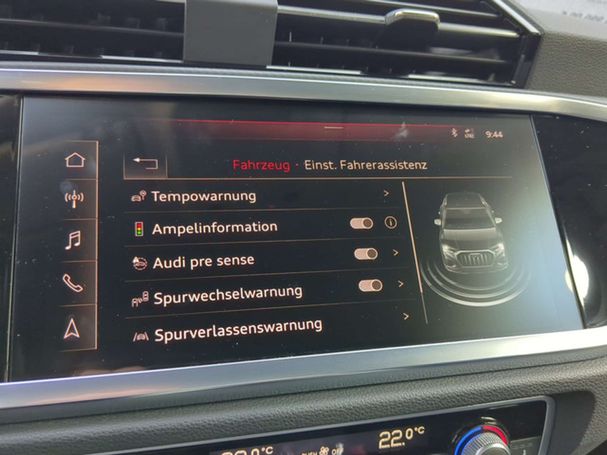 9:44
Fahrzeug · Einst. Fahrerassistenz
Tempowarnung
Ampelinformation
Audi pre sense
Spurwechselwarnung
Spurverlassenswarnung
22.0°C